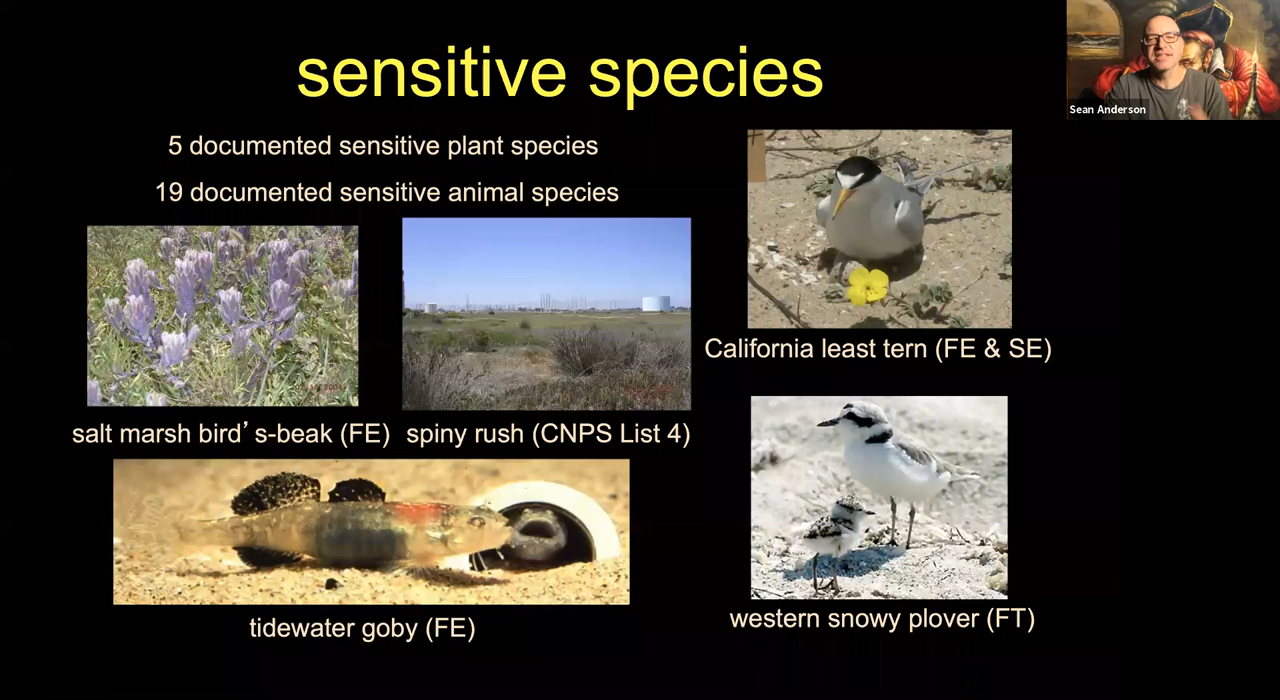 sensitive species
Sean Anderson
5 documented sensitive plant species
19 documented sensitive animal species
California least tern (FE & SE)
salt marsh bird’s-beak (FE)
spiny rush (CNPS List 4)
tidewater goby (FE)
western snowy plover (FT)